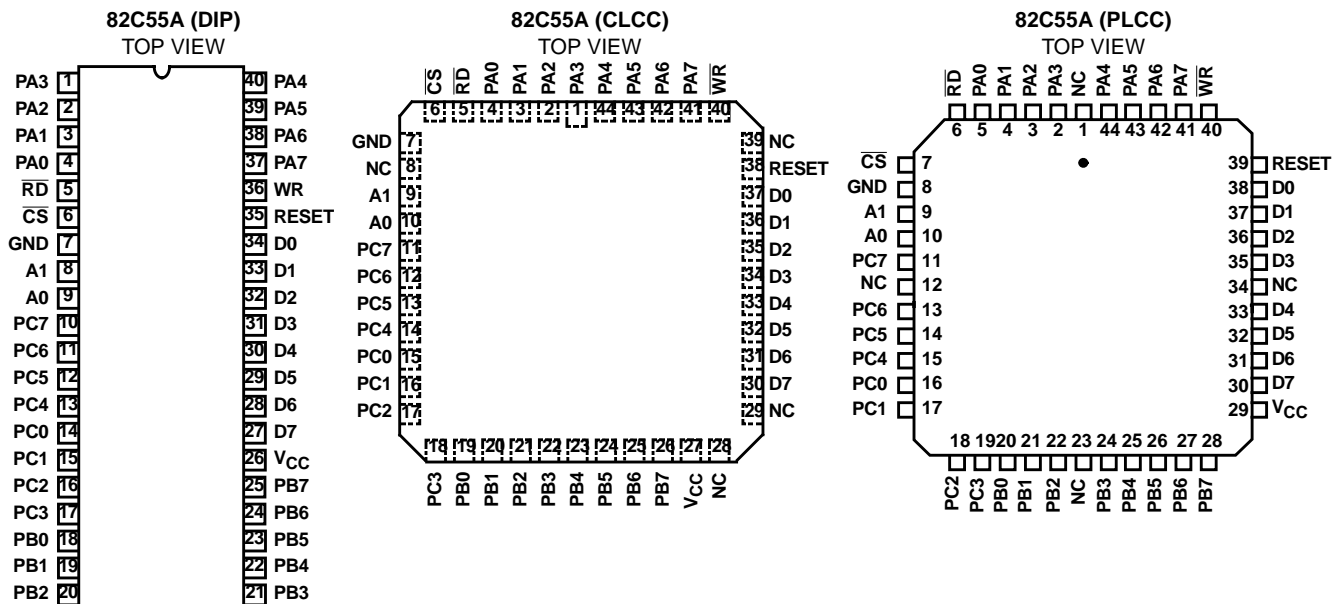 82C55A (DIP)
TOP VIEW
PA3 1 40 PA4
PA2 2 39 PA5
PA1 3 38 PA6
PA0 4 37 PA7
RD 5 36 WR
CS 6 35 RESET
GND 7 34 D0
A1 8 33 D1
A0 9 32 D2
PC7 10 31 D3
PC6 11 30 D4
PC5 12 29 D5
PC4 13 28 D6
PC0 14 27 D7
PC1 15 26 VCC
PC2 16 25 PB7
PC3 17 24 PB6
PB0 18 23 PB5
PB1 19 22 PB4
PB2 20 21 PB3
82C55A (CLCC)
TOP VIEW
CS RD PA0 PA1 PA2 PA3 PA4 PA5 PA6 PA7 WR
6 5 4 3 2 1 44 43 42 41 40
GND 7 39 NC
NC 8 38 RESET
A1 9 37 D0
A0 10 36 D1
PC7 11 35 D2
PC6 12 34 D3
PC5 13 33 D4
PC4 14 32 D5
PC0 15 31 D6
PC1 16 30 D7
PC2 17 29 NC
18 19 20 21 22 23 24 25 26 27 28
PC3 PB0 PB1 PB2 PB3 PB4 PB5 PB6 PB7 VCC NC
82C55A (PLCC)
TOP VIEW
RD PA0 PA1 PA2 PA3 NC PA4 PA5 PA6 PA7 WR
6 5 4 3 2 1 44 43 42 41 40
CS 7 39 RESET
GND 8 38 D0
A1 9 37 D1
A0 10 36 D2
PC7 11 35 D3
NC 12 34 NC
PC6 13 33 D4
PC5 14 32 D5
PC4 15 31 D6
PC0 16 30 D7
PC1 17 29 VCC
18 19 20 21 22 23 24 25 26 27 28
PC2 PC3 PB0 PB1 PB2 NC PB3 PB4 PB5 PB6 PB7